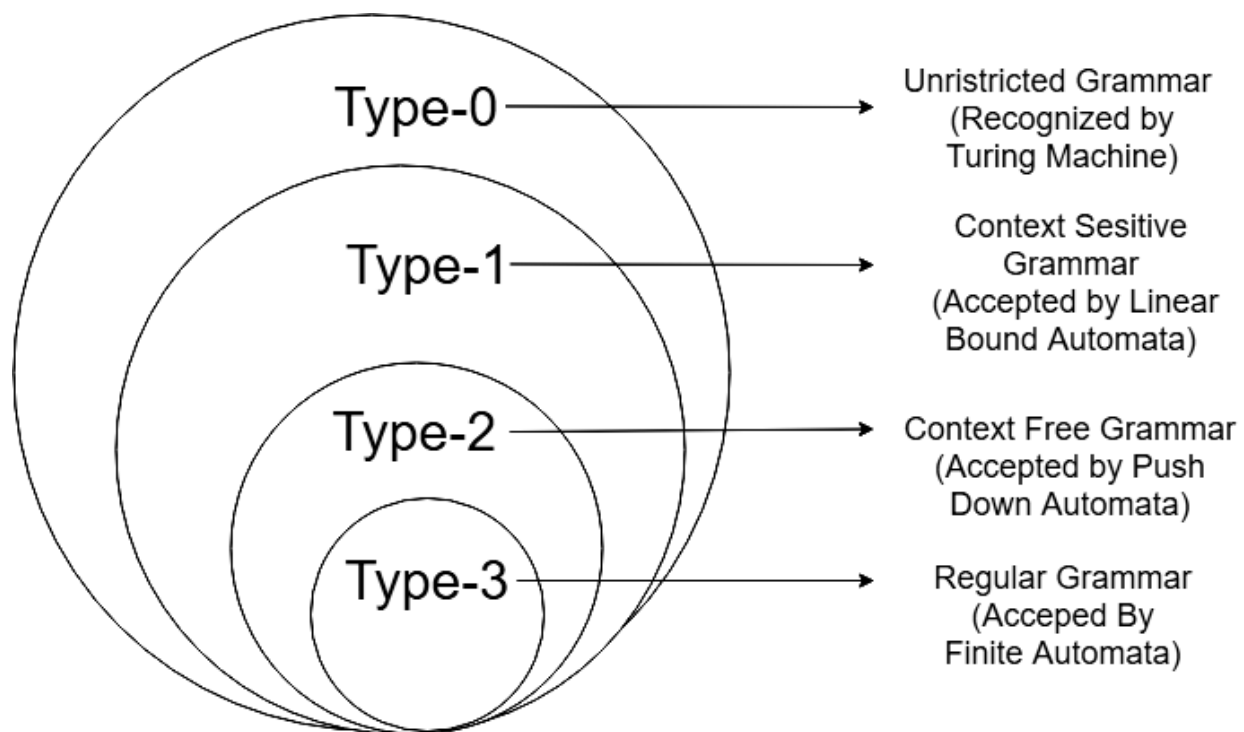 Type-0
Unristricted Grammar
(Recognized by
Turing Machine)
Type-1
Context Sesitive
Grammar
(Accepted by Linear
Bound Automata)
Type-2
Context Free Grammar
(Accepted by Push
Down Automata)
Type-3
Regular Grammar
(Acceped By
Finite Automata)